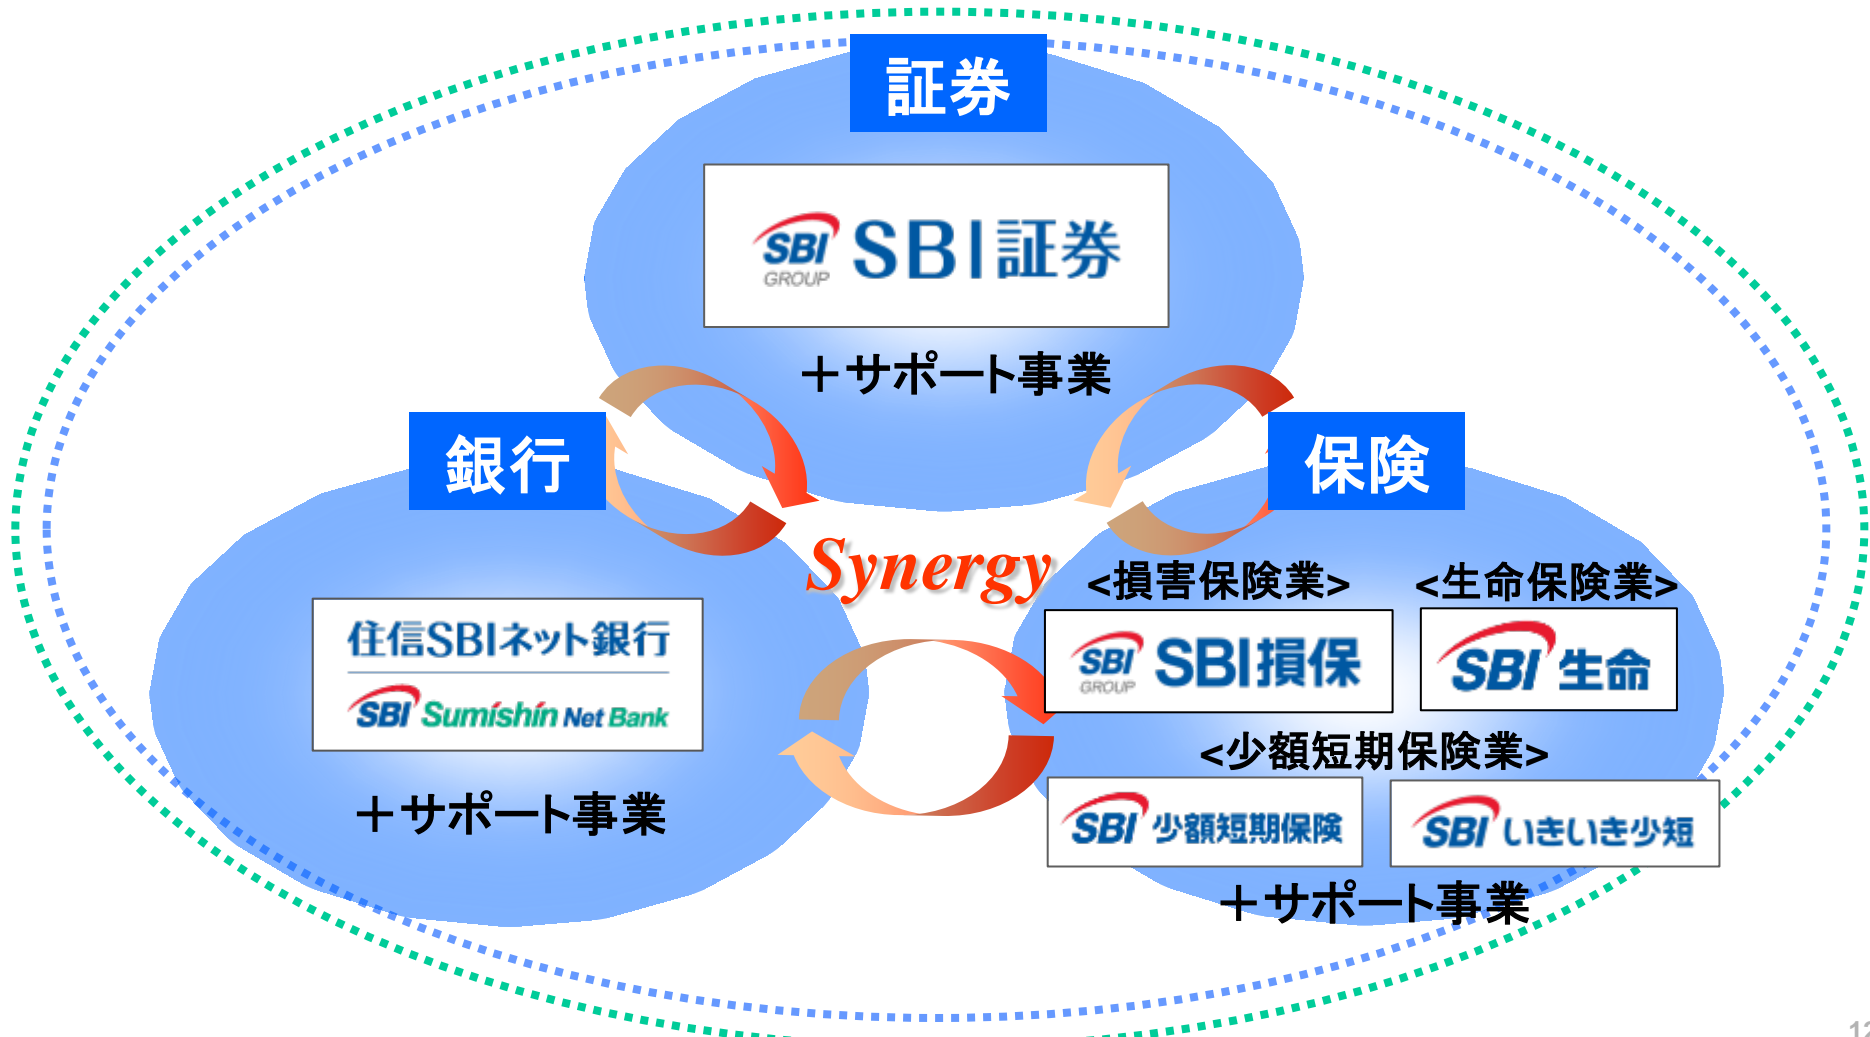 証券
SBI GROUP SBI証券
＋サポート事業
銀行
保険
Synergy
<損害保険業>
<生命保険業>
住信SBIネット銀行
SBI Sumishin Net Bank
SBI GROUP SBI損保
SBI 生命
<少額短期保険業>
＋サポート事業
SBI 少額短期保険
SBI いきいき少短
＋サポート事業
12